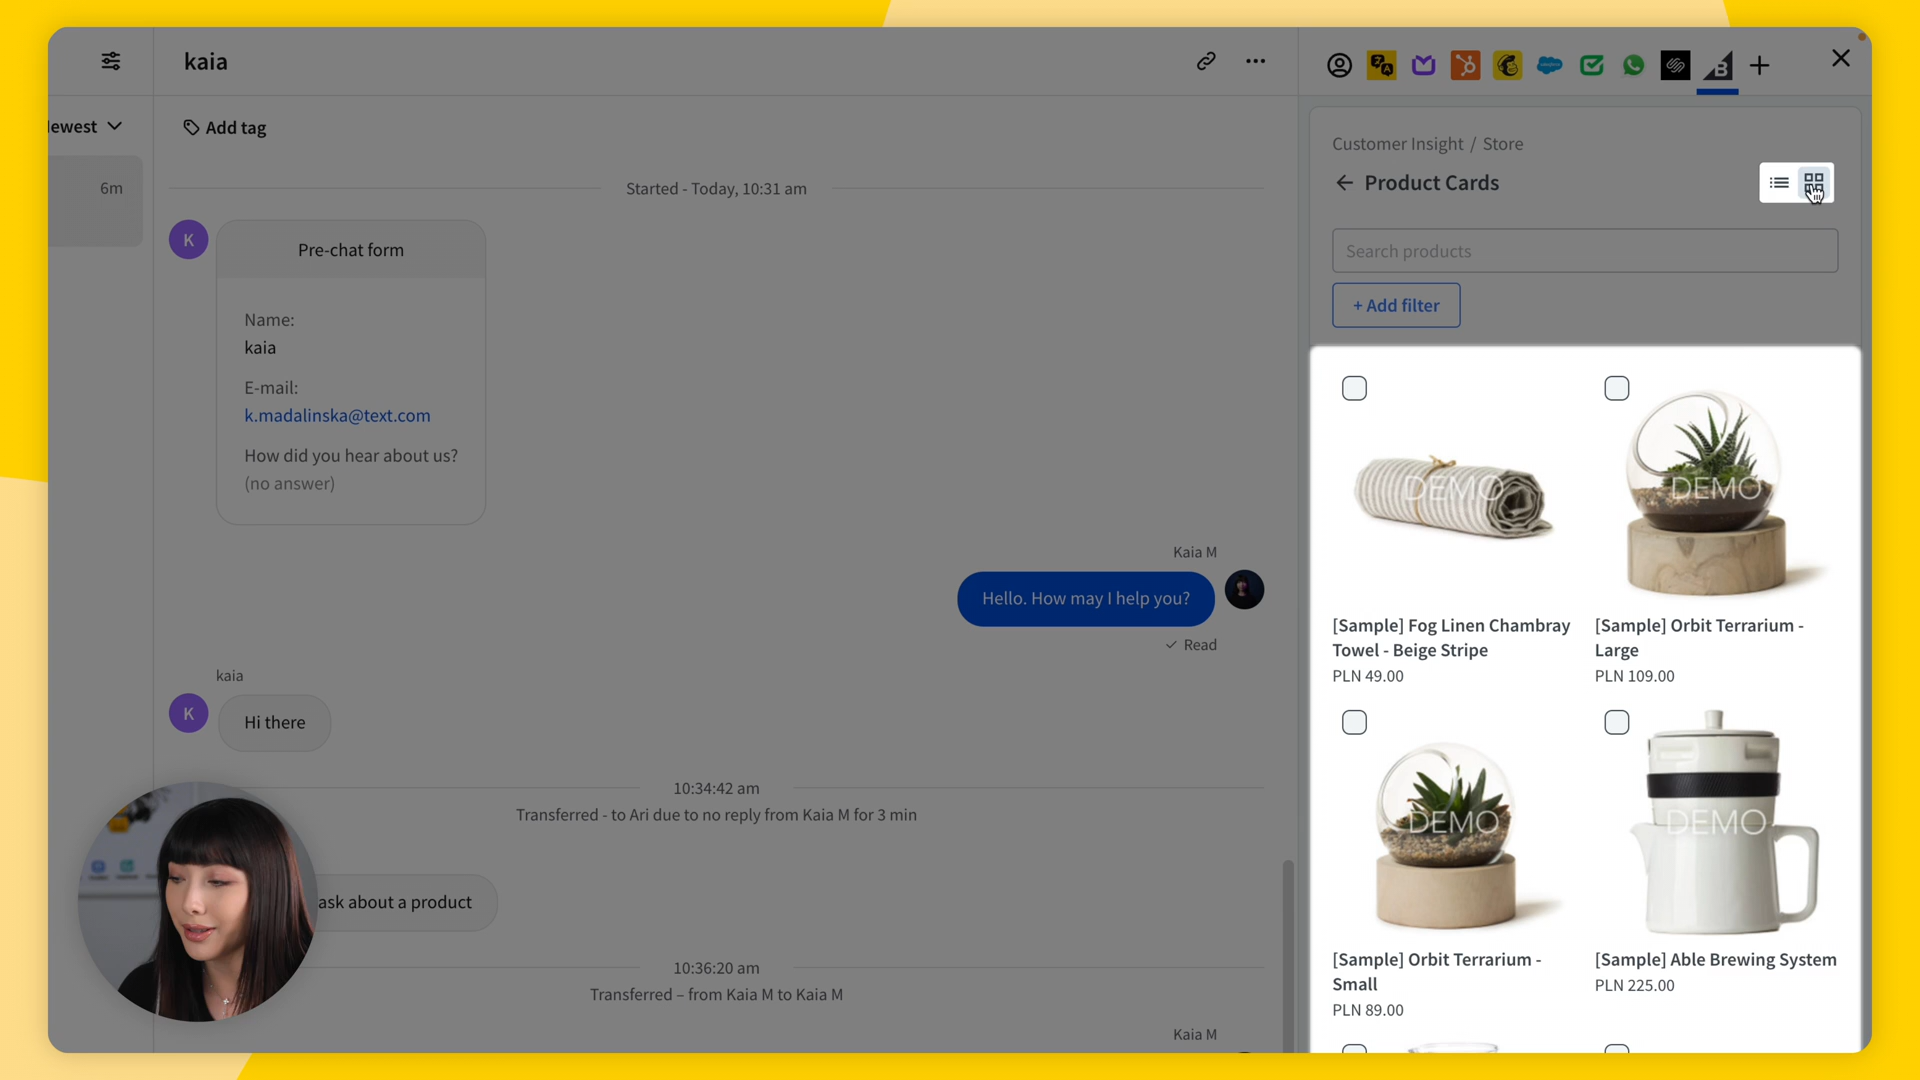 kaia
ewest
6m
Add tag
Started - Today, 10:31 am
K
Pre-chat form
Name:
kaia
E-mail:
k.madalinska@text.com
How did you hear about us?
(no answer)
Kaia M
Hello. How may I help you?
Read
kaia
K
Hi there
10:34:42 am
Transferred - to Ari due to no reply from Kaia M for 3 min
ask about a product
10:36:20 am
Transferred – from Kaia M to Kaia M
Kaia M
Customer Insight / Store
Product Cards
Search products
+ Add filter
DEMO
DEMO
[Sample] Fog Linen Chambray
Towel - Beige Stripe
PLN 49.00
[Sample] Orbit Terrarium -
Large
PLN 109.00
DEMO
DEMO
[Sample] Orbit Terrarium -
Small
PLN 89.00
[Sample] Able Brewing System
PLN 225.00